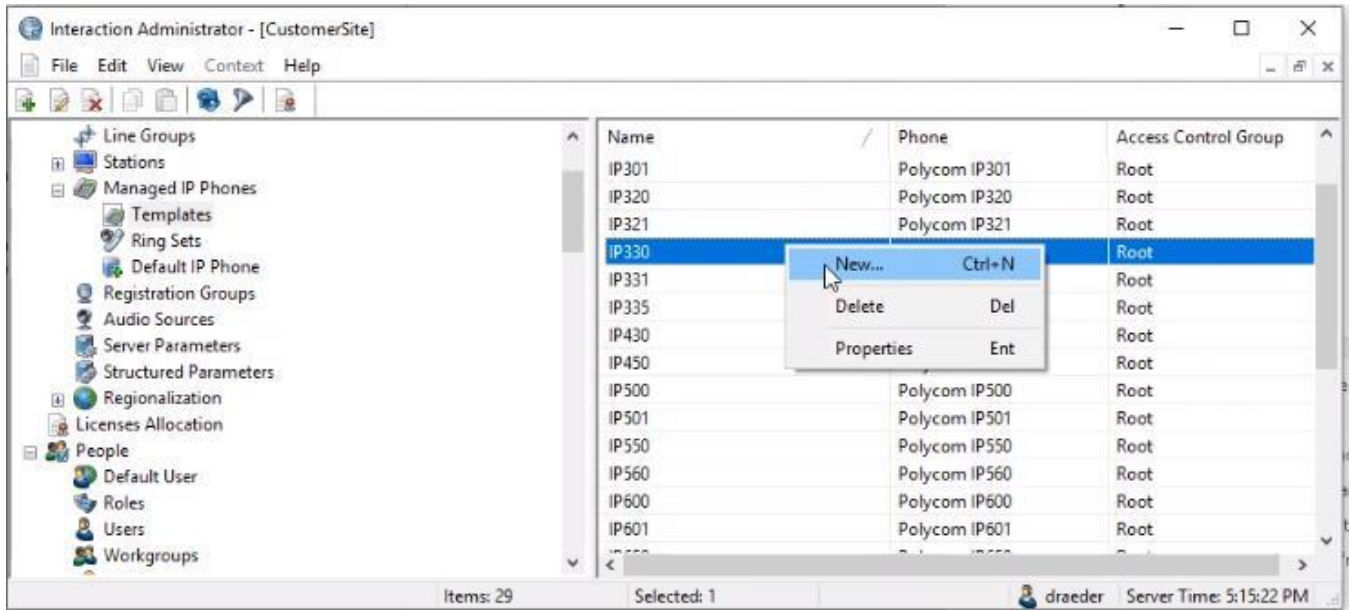 Interaction Administrator - [CustomerSite]
File Edit View Context Help
Line Groups
Stations
Managed IP Phones
Templates
Ring Sets
Default IP Phone
Registration Groups
Audio Sources
Server Parameters
Structured Parameters
Regionalization
Licenses Allocation
People
Default User
Roles
Users
Workgroups
Name Phone Access Control Group
IP301 Polycom IP301 Root
IP320 Polycom IP320 Root
IP321 Polycom IP321 Root
IP330 Root
IP331 Root
IP335 Root
IP430 Root
IP450 Root
IP500 Polycom IP500 Root
IP501 Polycom IP501 Root
IP550 Polycom IP550 Root
IP560 Polycom IP560 Root
IP600 Polycom IP600 Root
IP601 Polycom IP601 Root
New... Ctrl+N
Delete Del
Properties Ent
Items: 29 Selected: 1 draeder Server Time: 5:15:22 PM